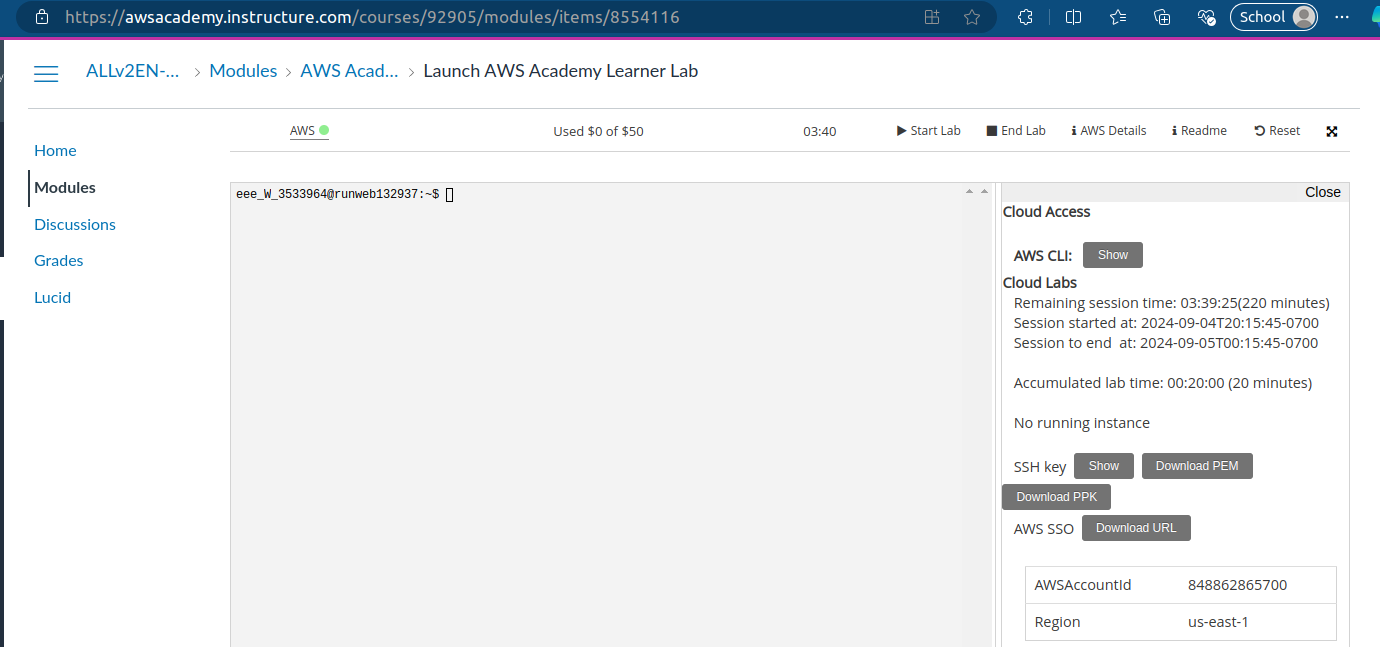 https://awsacademy.instructure.com/courses/92905/modules/items/8554116
School
ALLv2EN-... > Modules > AWS Acad... > Launch AWS Academy Learner Lab
AWS Used $0 of $50 03:40 Start Lab End Lab AWS Details Readme Reset
Home
Modules
Discussions
Grades
Lucid
eee_W_3533964@runweb132937:~$
Close
Cloud Access
AWS CLI: Show
Cloud Labs
Remaining session time: 03:39:25(220 minutes)
Session started at: 2024-09-04T20:15:45-0700
Session to end at: 2024-09-05T00:15:45-0700
Accumulated lab time: 00:20:00 (20 minutes)
No running instance
SSH key Show Download PEM
Download PPK
AWS SSO Download URL
AWSAccountId 848862865700
Region us-east-1